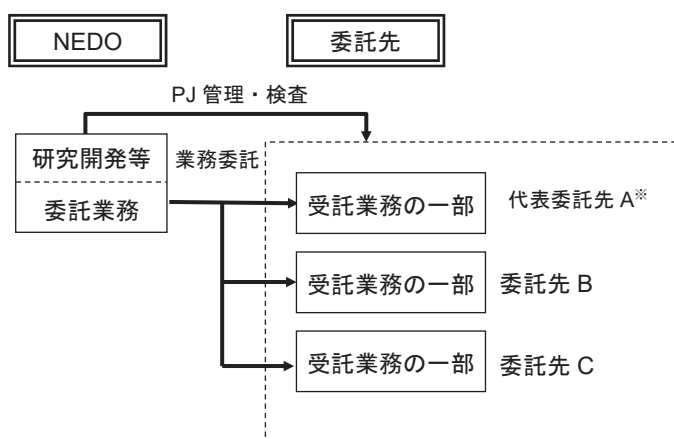 NEDO
委託先
PJ 管理・検査
研究開発等
業務委託
委託業務
受託業務の一部
代表委託先 A※
受託業務の一部
委託先 B
受託業務の一部
委託先 C